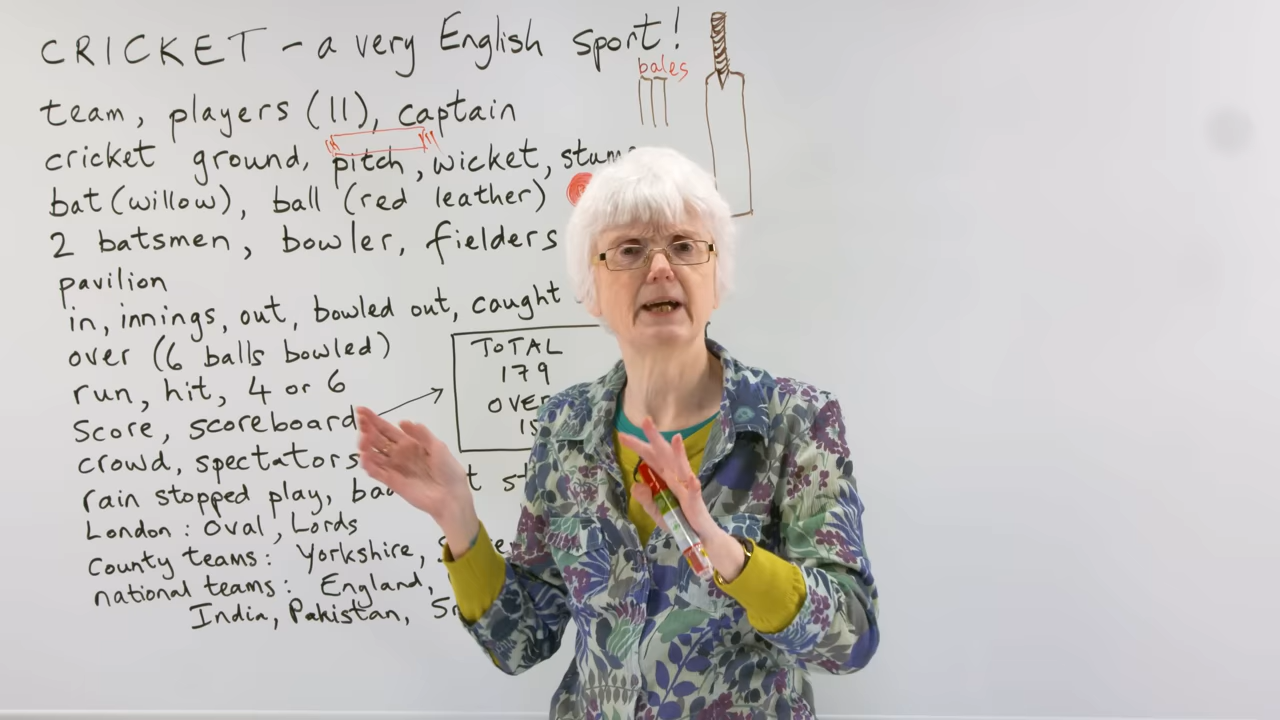 CRICKET - a very English sport!
bales
team, players (11), captain
cricket ground, pitch, wicket,
bat (willow), ball (red leather)
2 batsmen, bowler, fielders
pavilion
in, innings, out, bowled out, caught
over (6 balls bowled)
run, hit, 4 or 6
Score, scoreboard
TOTAL
179
crowd, spectators
rain stopped play,
London: Oval, Lords
County teams: Yorkshire,
national teams: England,
India, Pakistan,